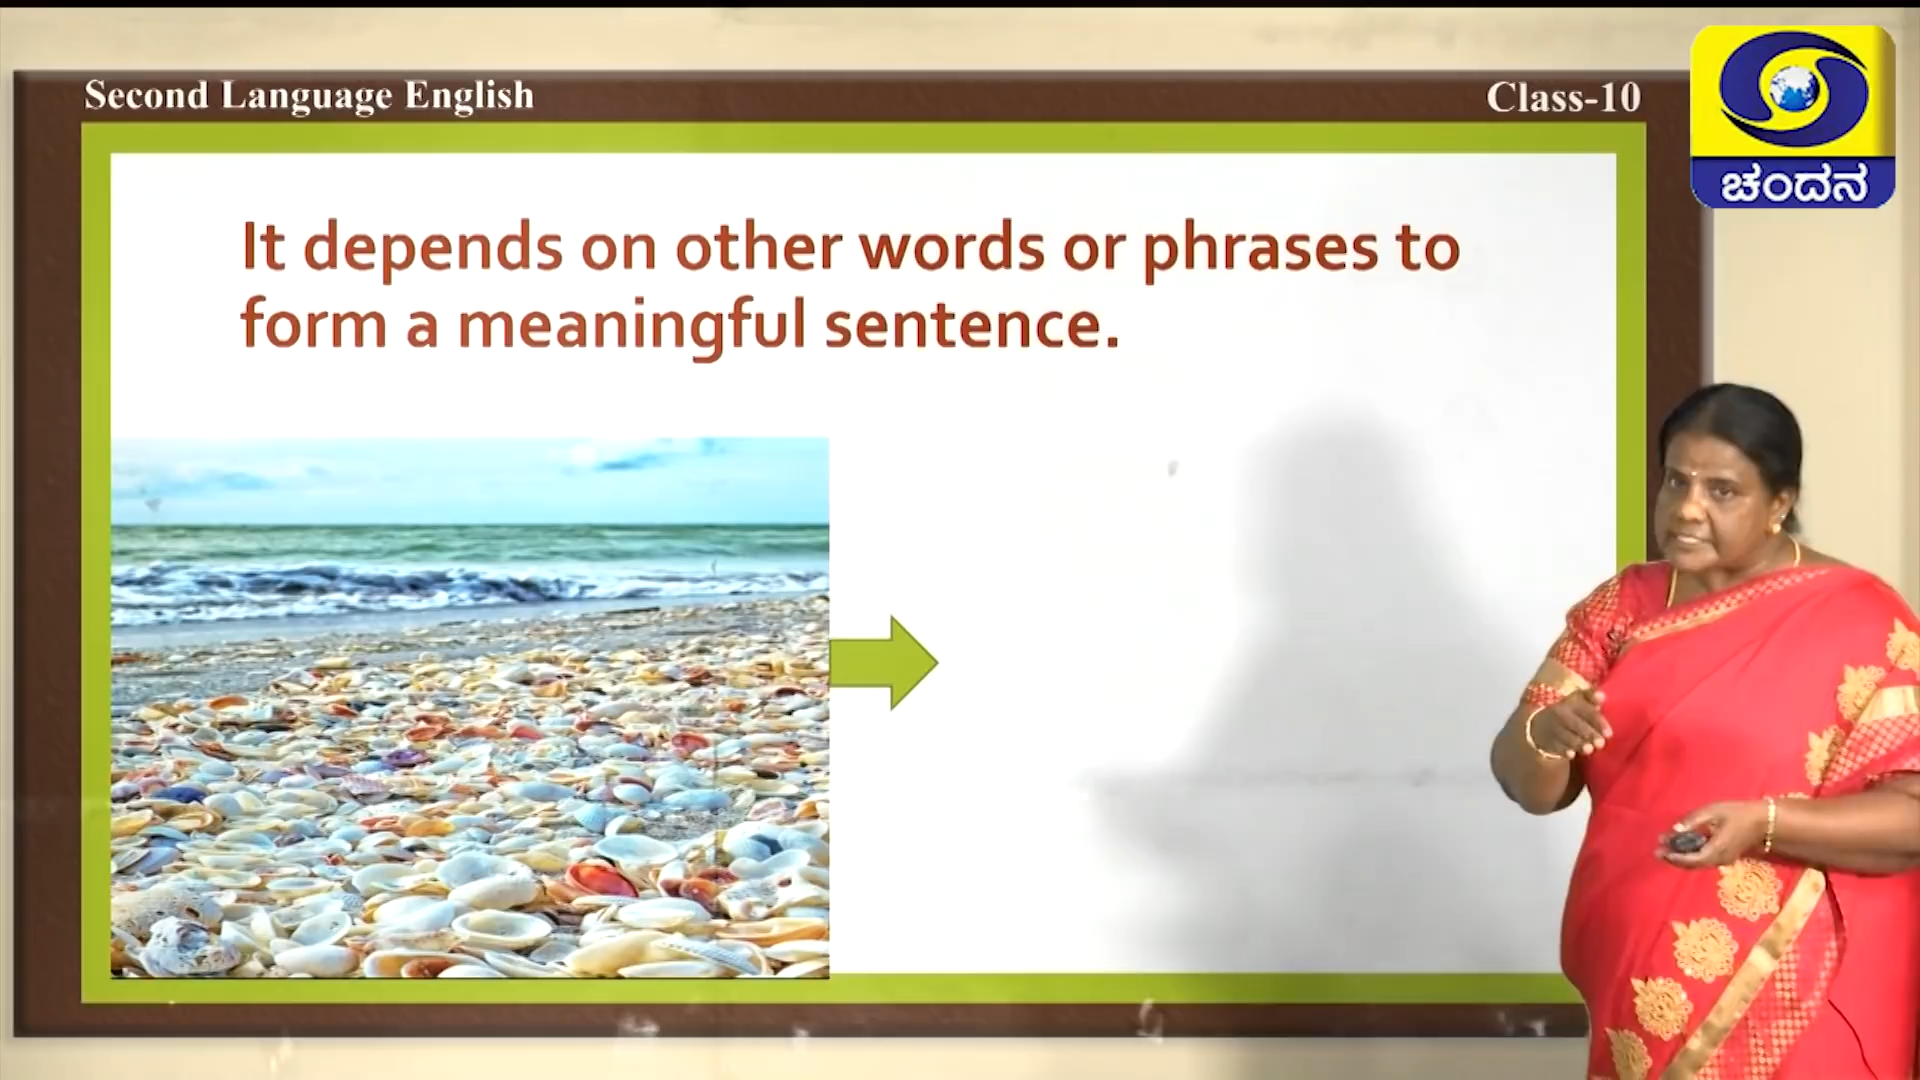 Second Language English
Class-10
ಚಂದನ
It depends on other words or phrases to
form a meaningful sentence.